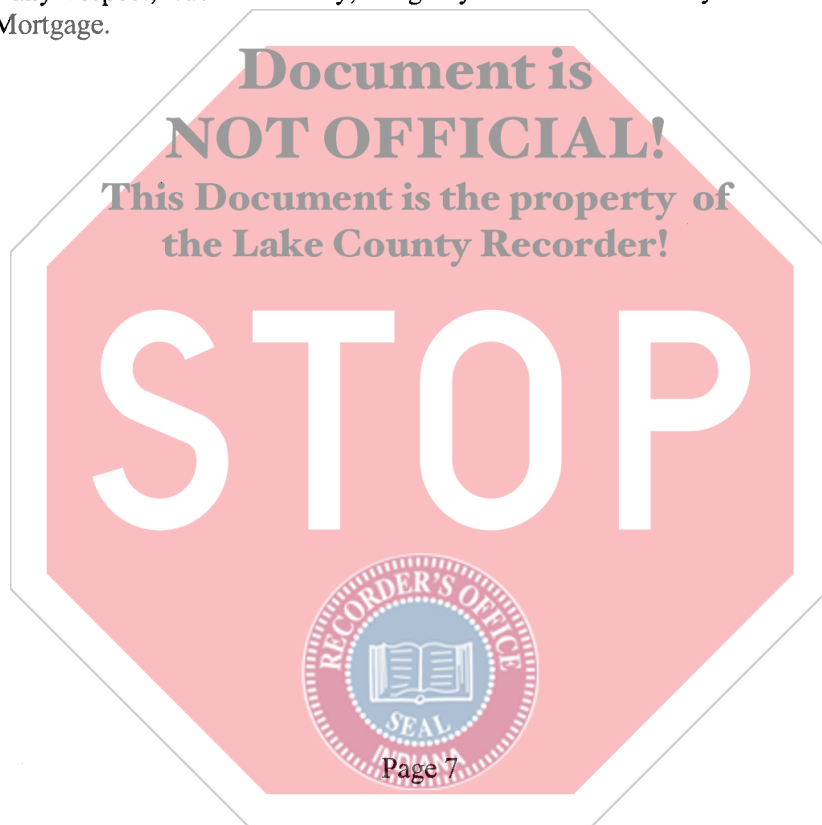 Mortgage.
Document is
NOT OFFICIAL!
This Document is the property of
the Lake County Recorder!
STOP
RECORDER'S OFFICE
SEAL
INDIANA
Page 7